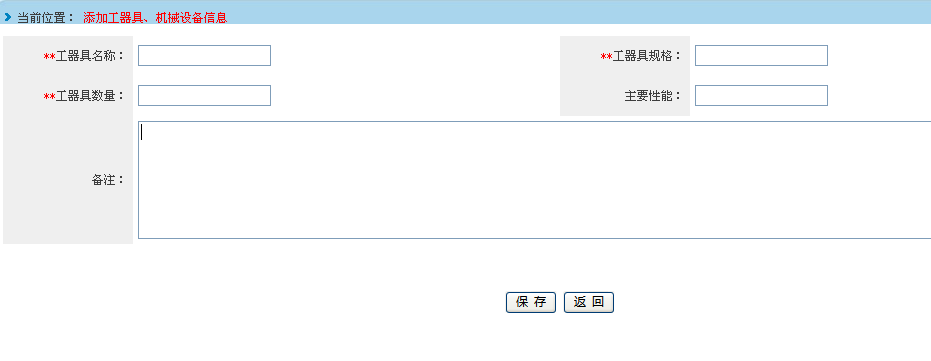 当前位置： 添加工器具、机械设备信息
**工器具名称： **工器具规格：
**工器具数量： 主要性能：
备注：
保 存 返 回